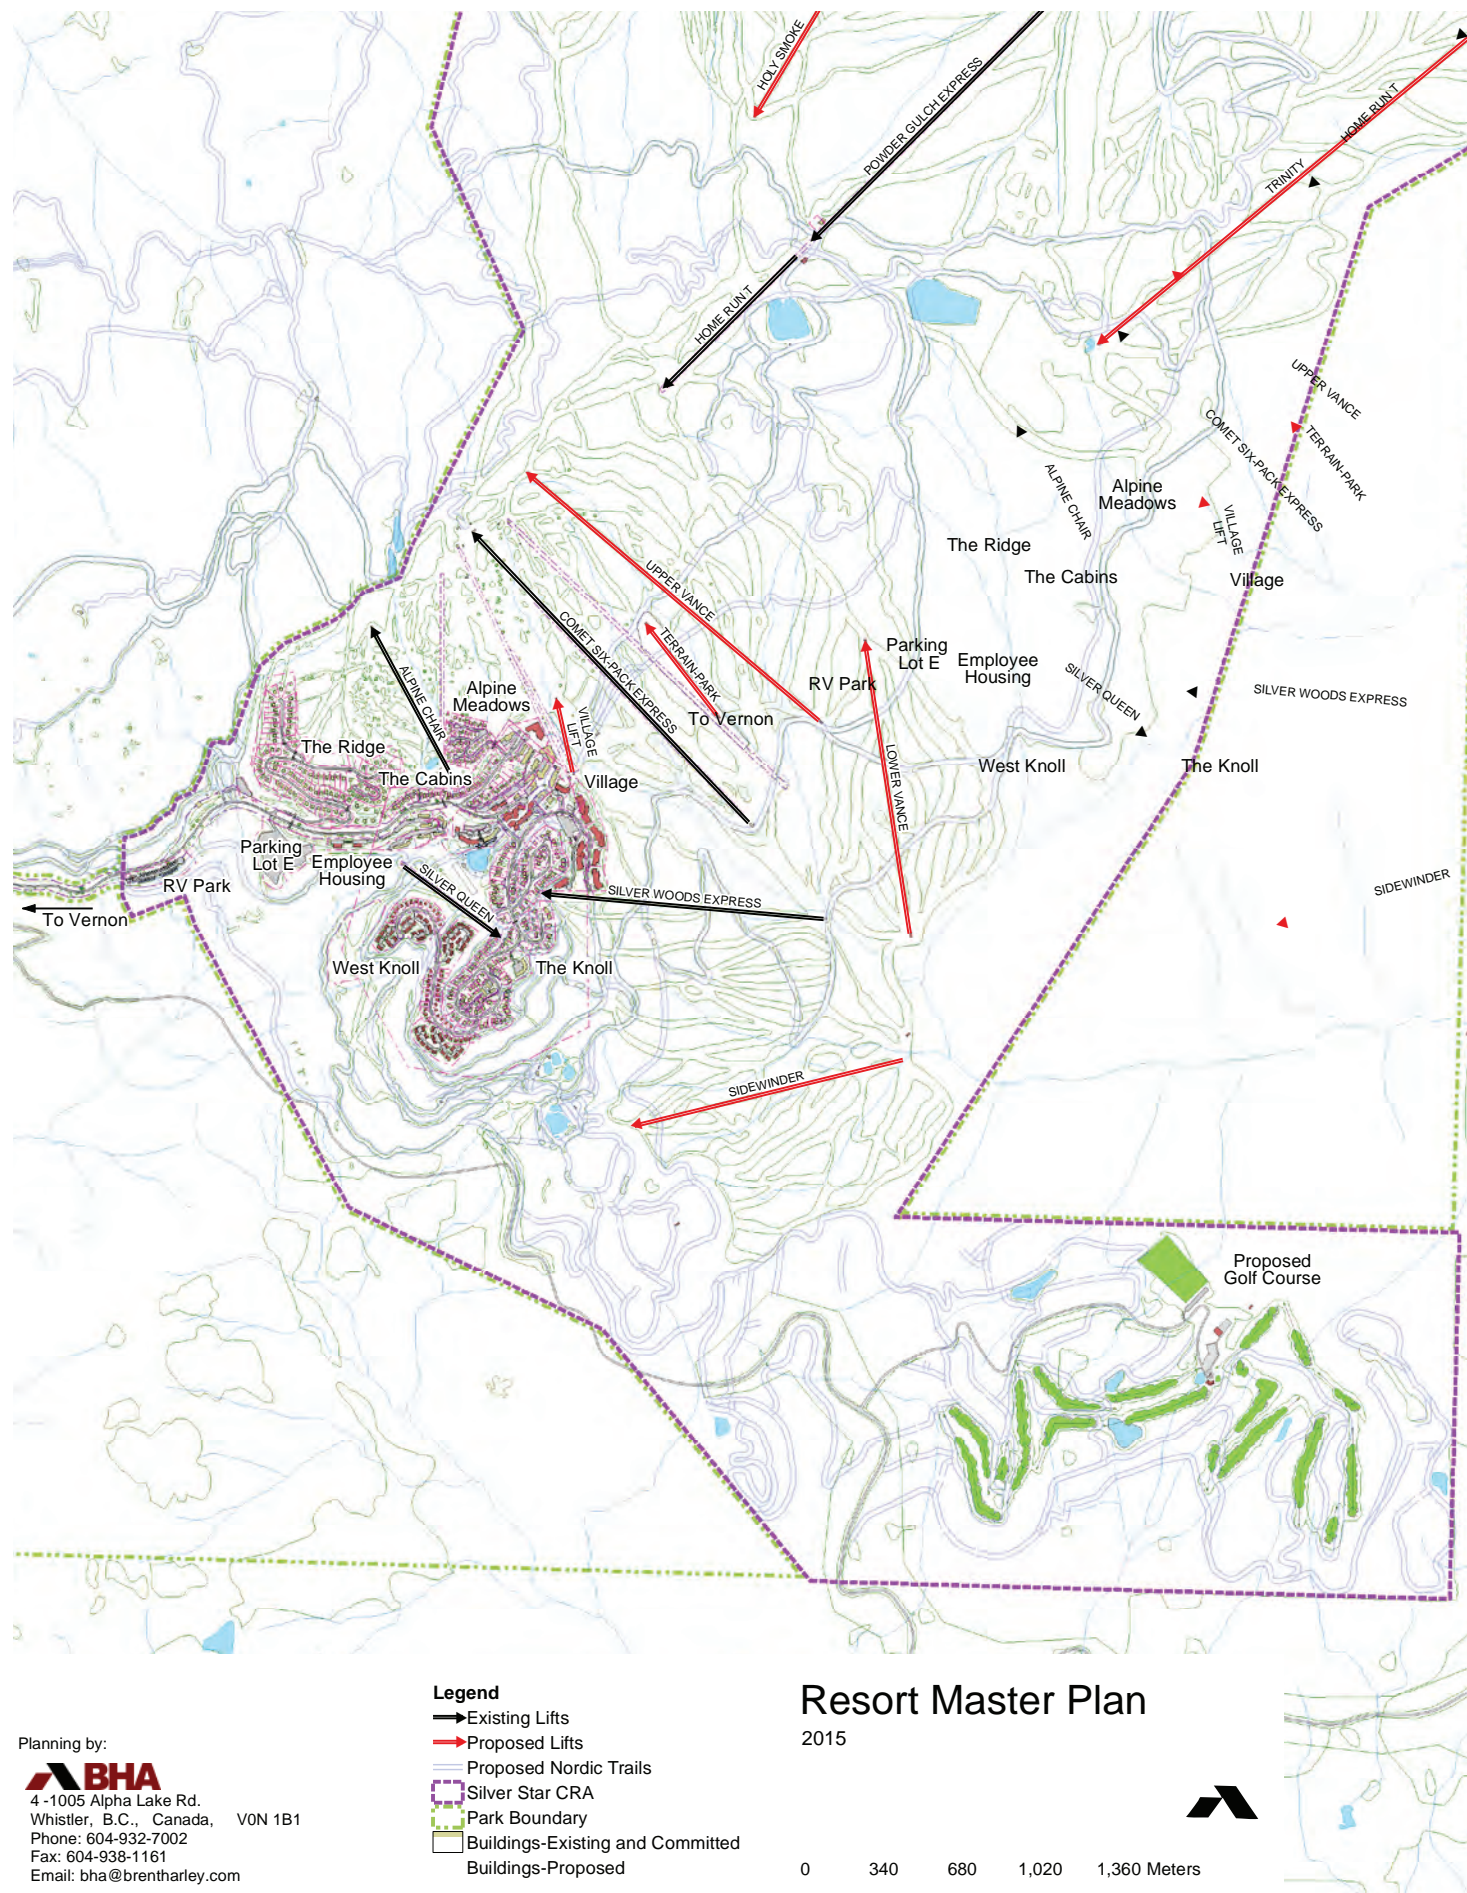 HOLY SMOKE
POWDER GULCH EXPRESS
HOME RUN T
TRINITY
HOME RUN T
UPPER VANCE
COMET SIX-PACK EXPRESS
TERRAIN-PARK
ALPINE CHAIR
Alpine
Meadows
VILLAGE
LIFT
The Ridge
The Cabins
Village
UPPER VANCE
COMET SIX-PACK EXPRESS
TERRAIN-PARK
Parking
Lot E
Employee
Housing
RV Park
SILVER QUEEN
SILVER WOODS EXPRESS
ALPINE CHAIR
Alpine
Meadows
VILLAGE
LIFT
To Vernon
The Ridge
The Cabins
Village
LOWER VANCE
West Knoll
The Knoll
Parking
Lot E
Employee
Housing
RV Park
To Vernon
SILVER QUEEN
SILVER WOODS EXPRESS
SIDEWINDER
West Knoll
The Knoll
SIDEWINDER
Proposed
Golf Course
Legend
Existing Lifts
Proposed Lifts
Proposed Nordic Trails
Silver Star CRA
Park Boundary
Buildings-Existing and Committed
Buildings-Proposed
Resort Master Plan
2015
0 340 680 1,020 1,360 Meters
Planning by:
BHA
4 -1005 Alpha Lake Rd.
Whistler, B.C., Canada, V0N 1B1
Phone: 604-932-7002
Fax: 604-938-1161
Email: bha@brentharley.com